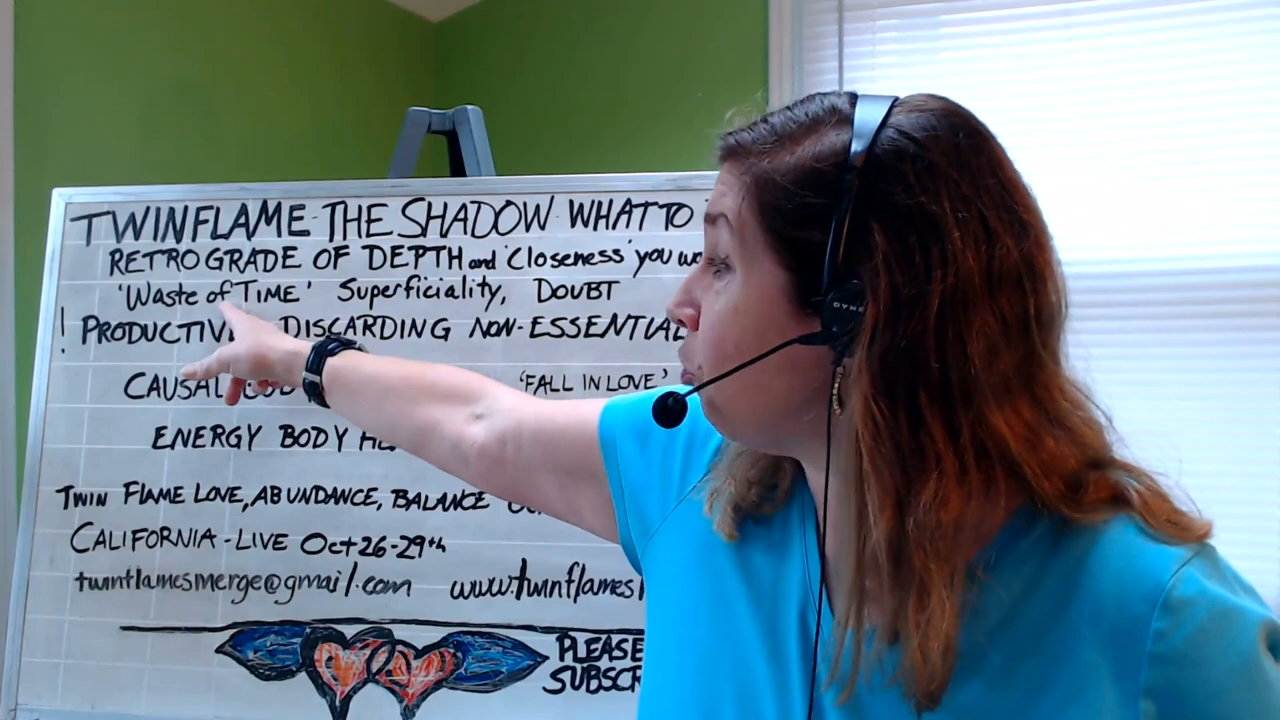 TWINFLAME-THE SHADOW-WHAT TO
RETROGRADE OF DEPTH and 'Closeness' you
'Waste of TIME' Superficiality, DOUBT
! PRODUCTIVE DISCARDING NON-ESSENTIAL
CAUSAL 'FALL IN LOVE'
ENERGY BODY
TWIN FLAME LOVE, ABUNDANCE, BALANCE
CALIFORNIA - LIVE Oct 26-29th
twinflamesmerge@gmail.com www.twinflames
PLEASE
SUBSCR
DYNE